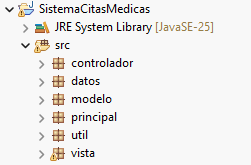 SistemaCitasMedicas
JRE System Library [JavaSE-25]
src
controlador
datos
modelo
principal
util
vista